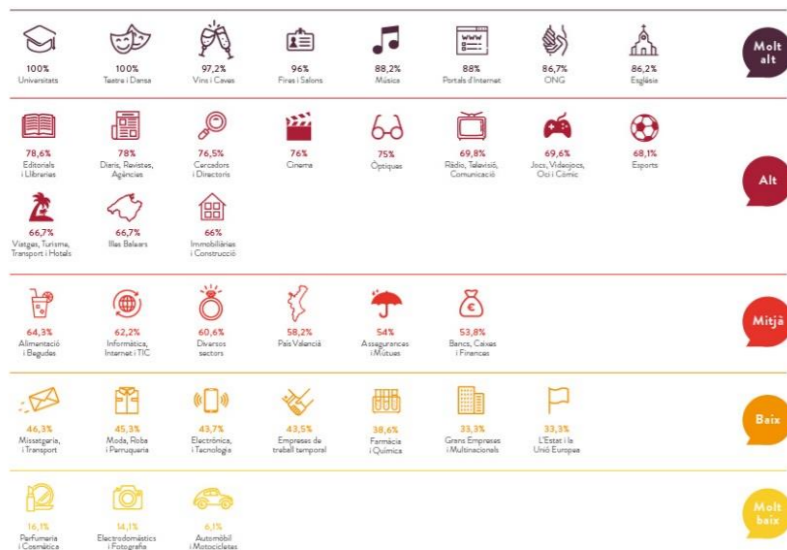 100%
Universitats
100%
Teatre i Dansa
97,2%
Vins i Caves
96%
Fires i Salons
88,2%
Música
88%
WWW
Portals d'Internet
86,7%
ONG
86,2%
Església
Molt
alt
78,6%
Editorials
i Llibreries
78%
Diaris, Revistes,
Agències
76,5%
Cercadors
i Directoris
76%
Cinema
75%
Òptiques
69,8%
Ràdio, Televisió,
Comunicació
69,6%
Jocs, Videojocs,
Oci i Còmic
68,1%
Esports
Alt
66,7%
Viatges, Turisme,
Transport i Hotels
66,7%
Illes Balears
66%
Immobiliàries
i Construcció
64,3%
Alimentació
i Begudes
62,2%
Informàtica,
Internet i TIC
60,6%
Diversos
sectors
58,2%
País Valencià
54%
Assegurances
i Mútues
€
53,8%
Bancs, Caixes
i Finances
Mitjà
46,3%
Missatgeria,
i Transport
45,3%
Moda, Roba
i Perruqueria
43,7%
Electrònica,
i Tecnologia
43,5%
Empreses de
treball temporal
38,6%
Farmàcia
i Química
33,3%
Grans Empreses
i Multinacionals
33,3%
L'Estat i la
Unió Europea
Baix
16,1%
Perfumeria
i Cosmètica
14,1%
Electrodomèstics
i Fotografia
6,1%
Automòbil
i Motocicletes
Molt
baix